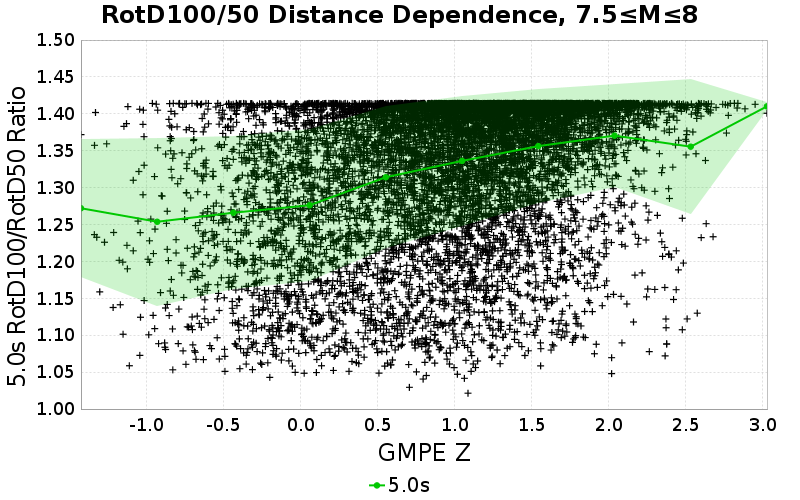 RotD100/50 Distance Dependence, 7.5≤M≤8
5.0s RotD100/RotD50 Ratio
1.50
1.45
1.40
1.35
1.30
1.25
1.20
1.15
1.10
1.05
1.00
-1.0 -0.5 0.0 0.5 1.0 1.5 2.0 2.5 3.0
GMPE Z
5.0s